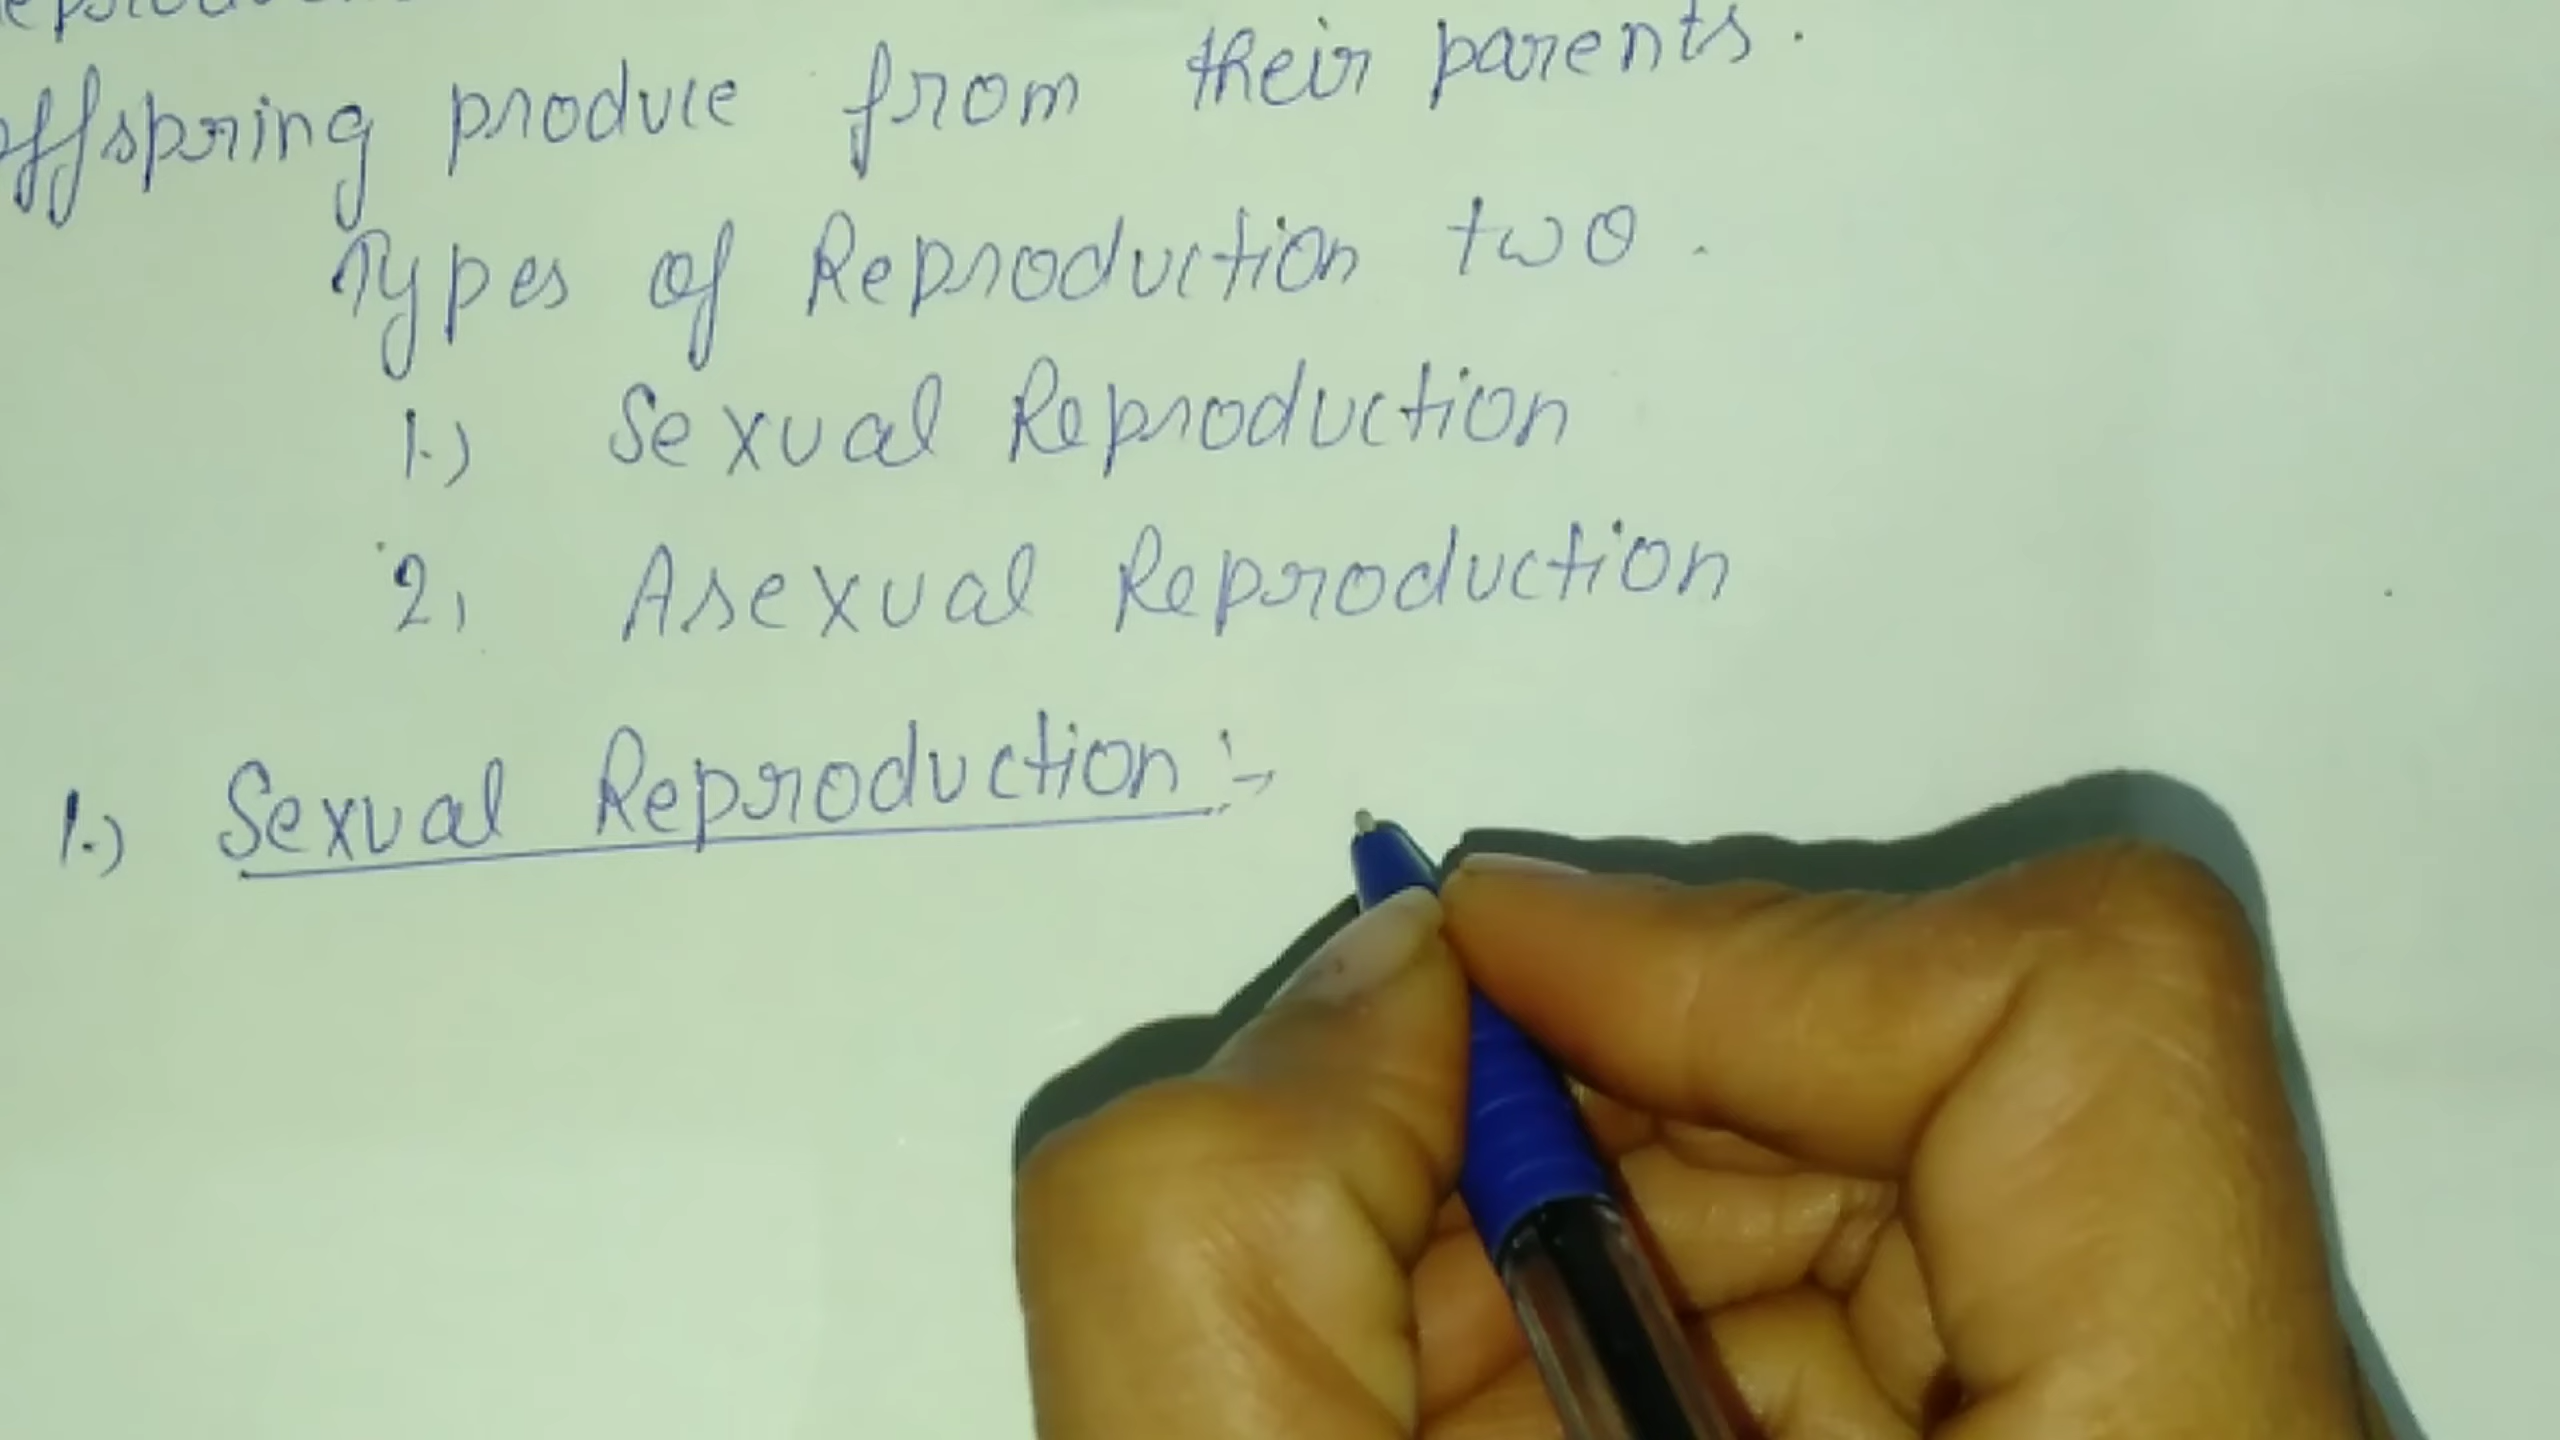 offspring produce from their parents.
Types of Reproduction two.
1.) Sexual Reproduction
2, Asexual Reproduction
1.) Sexual Reproduction :-